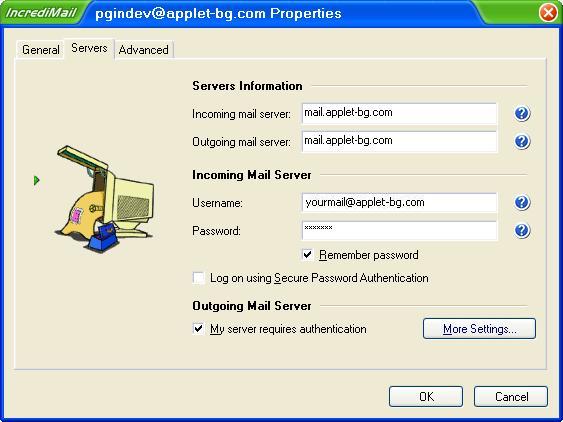 IncrediMail pgindev@applet-bg.com Properties
General Servers Advanced
Servers Information
Incoming mail server: mail.applet-bg.com ?
Outgoing mail server: mail.applet-bg.com ?
Incoming Mail Server
Username: yourmail@applet-bg.com ?
Password: ******* ?
Remember password
Log on using Secure Password Authentication
Outgoing Mail Server
My server requires authentication More Settings...
OK Cancel